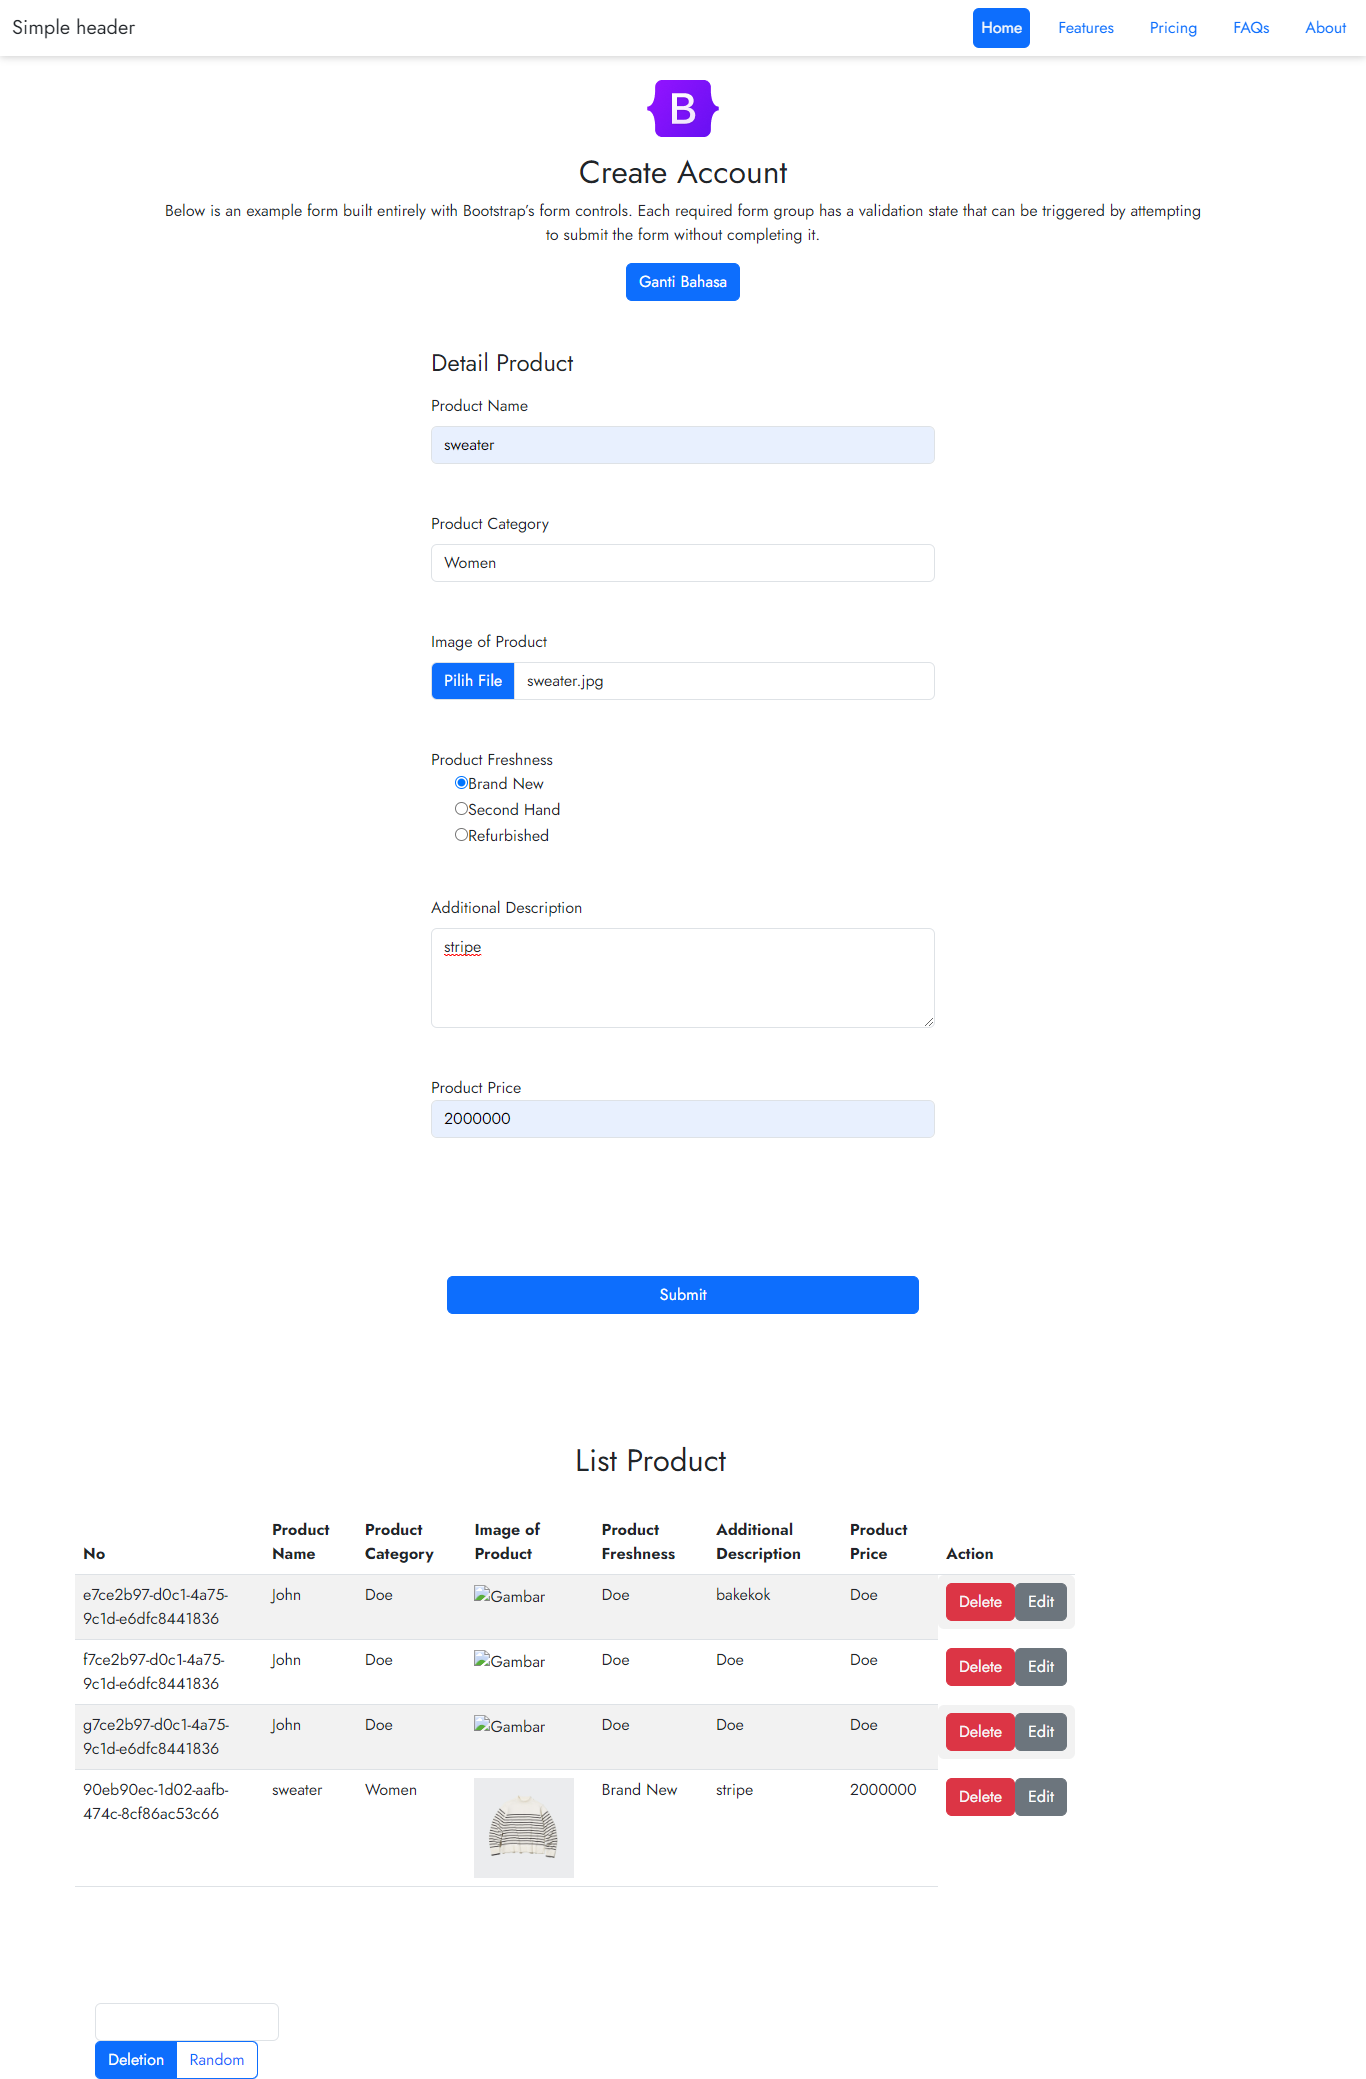 Simple header
Home Features Pricing FAQs About
B
Create Account
Below is an example form built entirely with Bootstrap’s form controls. Each required form group has a validation state that can be triggered by attempting
to submit the form without completing it.
Ganti Bahasa
Detail Product
Product Name
sweater
Product Category
Women
Image of Product
Pilih File sweater.jpg
Product Freshness
Brand New
Second Hand
Refurbished
Additional Description
stripe
Product Price
2000000
Submit
List Product
No Product Name Product Category Image of Product Product Freshness Additional Description Product Price Action
e7ce2b97-d0c1-4a75- John Doe Gambar Doe bakekok Doe Delete Edit
9c1d-e6dfc8441836
f7ce2b97-d0c1-4a75- John Doe Gambar Doe Doe Doe Delete Edit
9c1d-e6dfc8441836
g7ce2b97-d0c1-4a75- John Doe Gambar Doe Doe Doe Delete Edit
9c1d-e6dfc8441836
90eb90ec-1d02-aafb- sweater Women Brand New stripe 2000000 Delete Edit
474c-8cf86ac53c66
Deletion Random